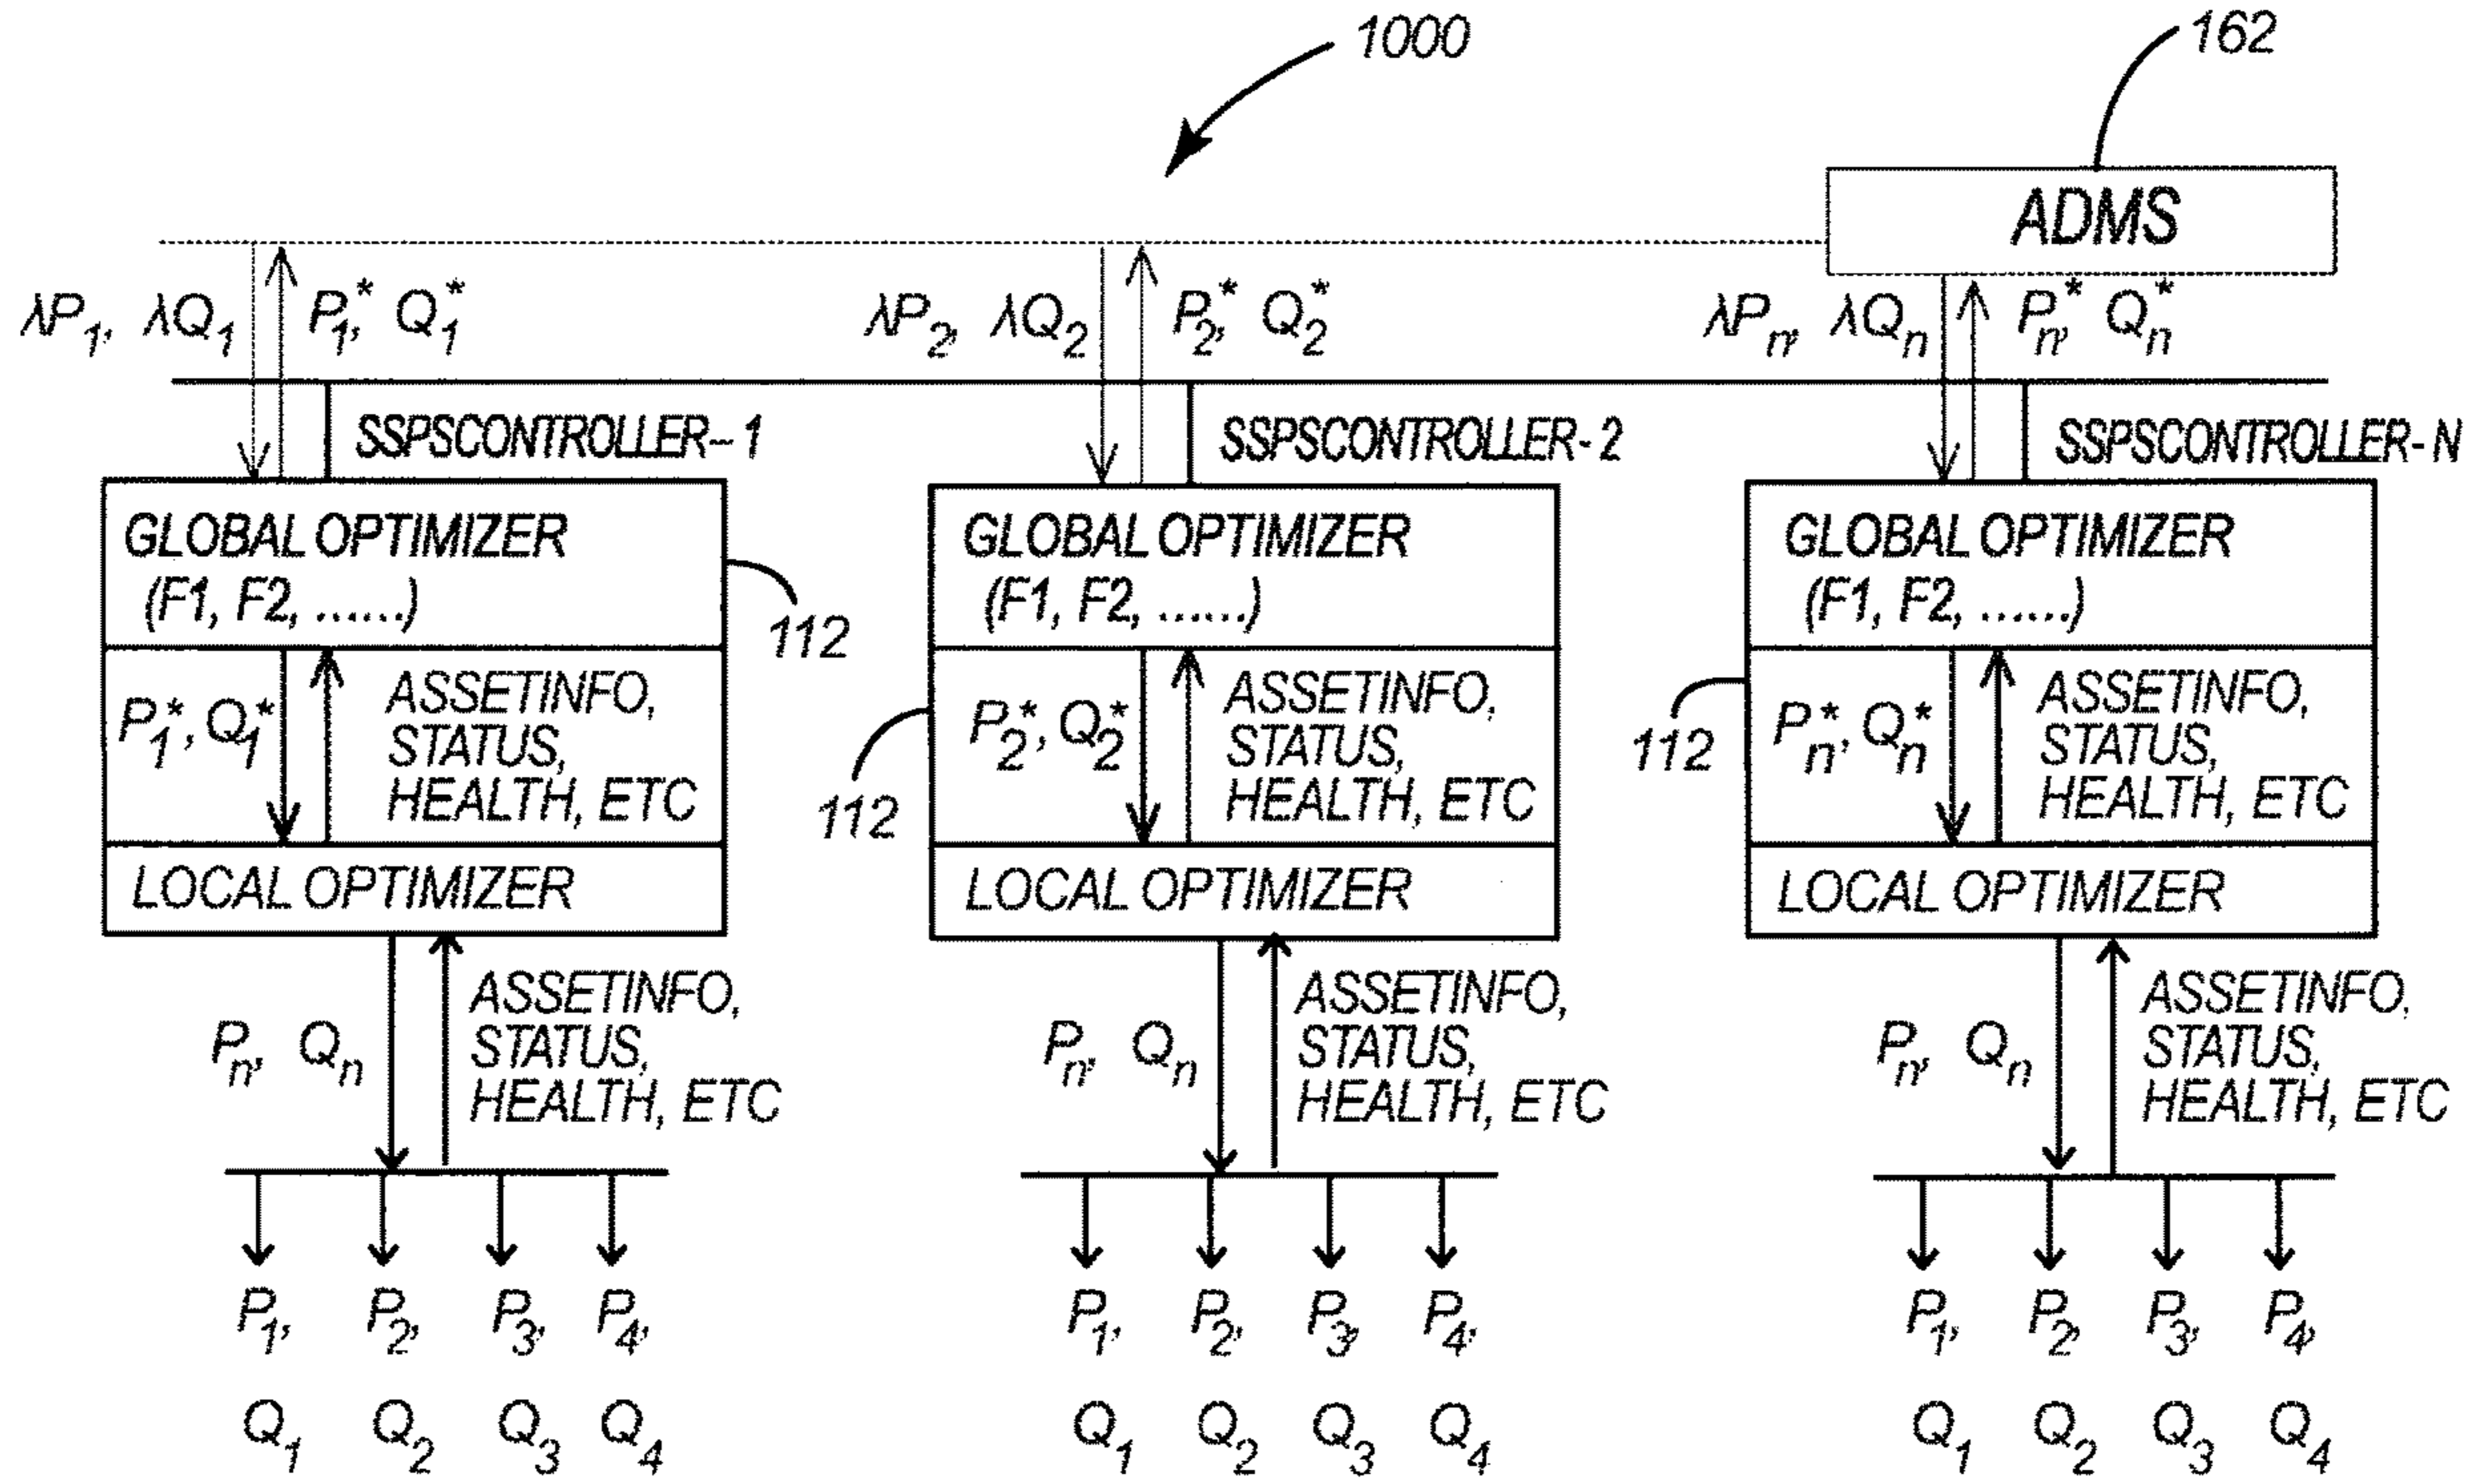 1000
162
ADMS
λP1, λQ1 P1,* Q1* λP2, λQ2 P2,* Q2* λPn, λQn Pn,* Qn*
SSPSCONTROLLER-1 SSPSCONTROLLER-2 SSPSCONTROLLER-N
GLOBAL OPTIMIZER
(F1, F2, ......)
112
P1*, Q1*
ASSETINFO,
STATUS,
HEALTH, ETC
LOCAL OPTIMIZER
Pn, Qn
ASSETINFO,
STATUS,
HEALTH, ETC
P1, P2, P3, P4,
Q1 Q2 Q3 Q4
GLOBAL OPTIMIZER
(F1, F2, ......)
112
P2*, Q2*
ASSETINFO,
STATUS,
HEALTH, ETC
LOCAL OPTIMIZER
Pn, Qn
ASSETINFO,
STATUS,
HEALTH, ETC
P1, P2, P3, P4,
Q1 Q2 Q3 Q4
GLOBAL OPTIMIZER
(F1, F2, ......)
112
Pn*, Qn*
ASSETINFO,
STATUS,
HEALTH, ETC
LOCAL OPTIMIZER
Pn, Qn
ASSETINFO,
STATUS,
HEALTH, ETC
P1, P2, P3, P4,
Q1 Q2 Q3 Q4